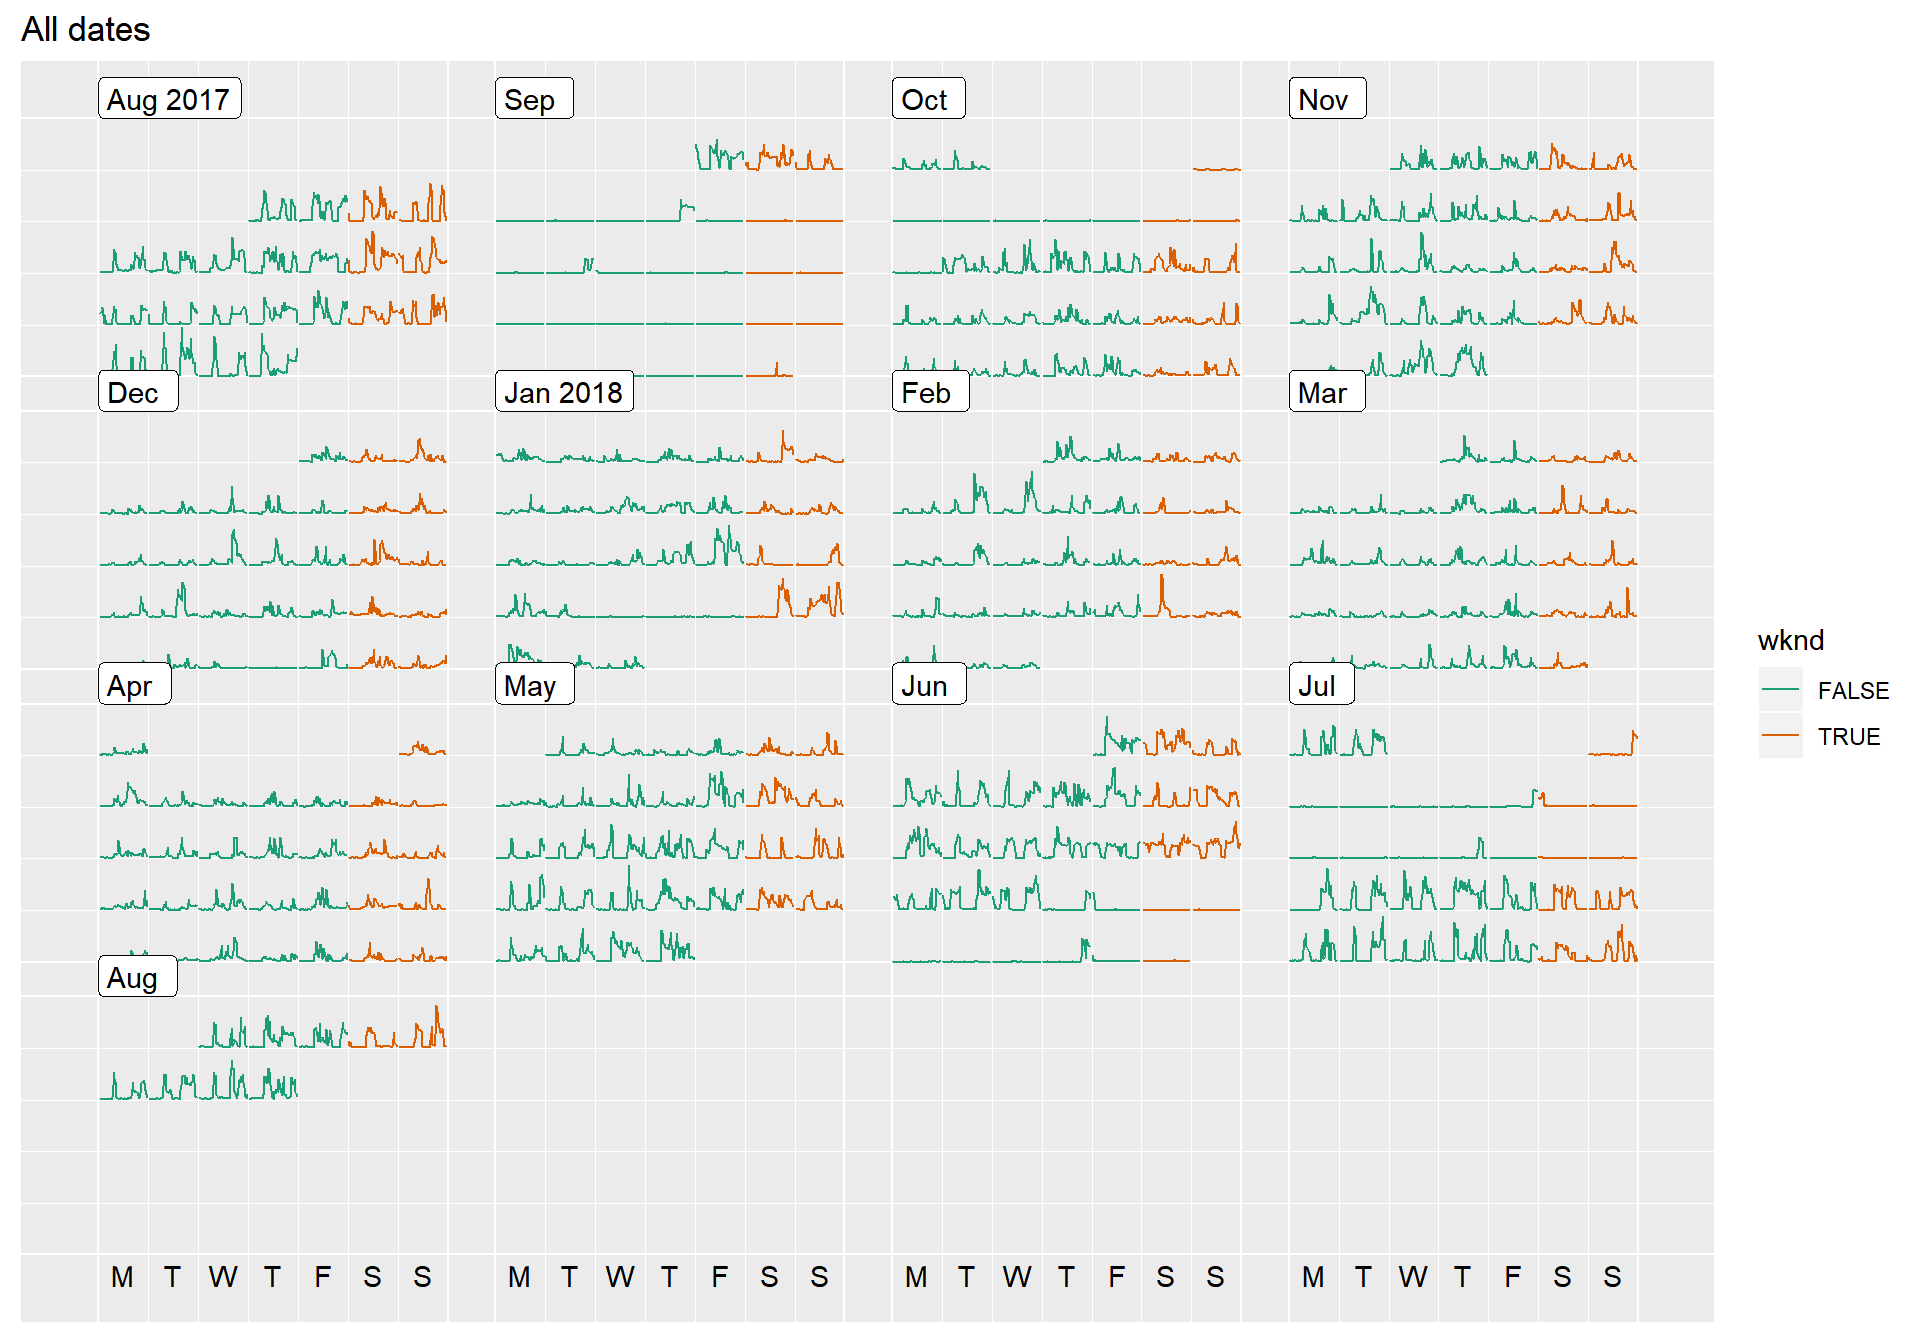 All dates
Aug 2017
Sep
Oct
Nov
Dec
Jan 2018
Feb
Mar
Apr
May
Jun
Jul
Aug
M T W T F S S M T W T F S S M T W T F S S M T W T F S S
wknd
FALSE
TRUE